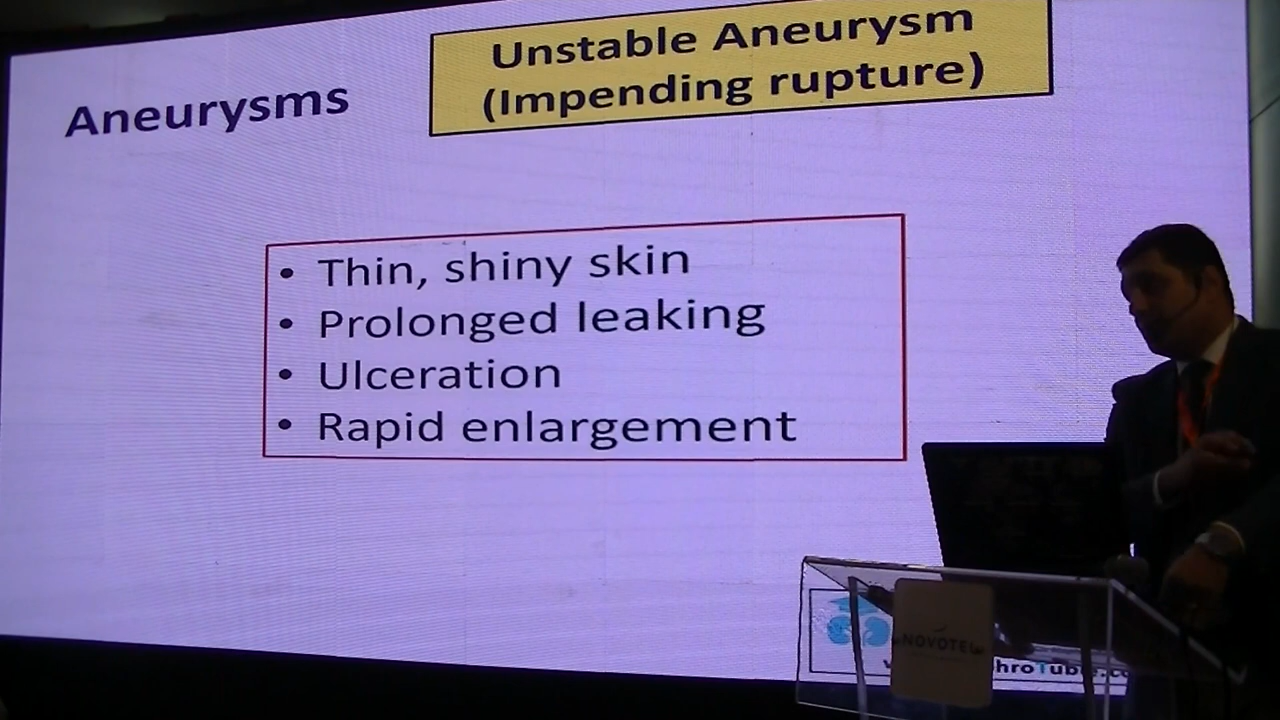 Unstable Aneurysm
(Impending rupture)
Aneurysms
• Thin, shiny skin
• Prolonged leaking
• Ulceration
• Rapid enlargement
NOVOTEL